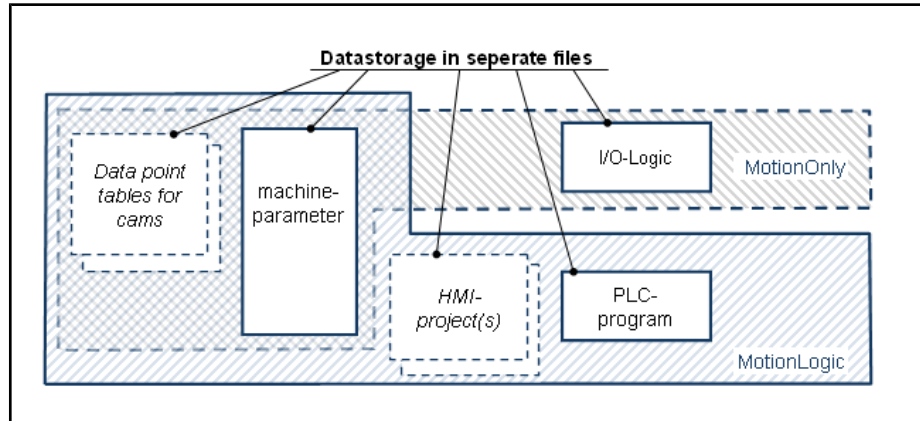 Datastorage in seperate files
Data point
tables for
cams
machine-
parameter
I/O-Logic
MotionOnly
HMI-
project(s)
PLC-
program
MotionLogic